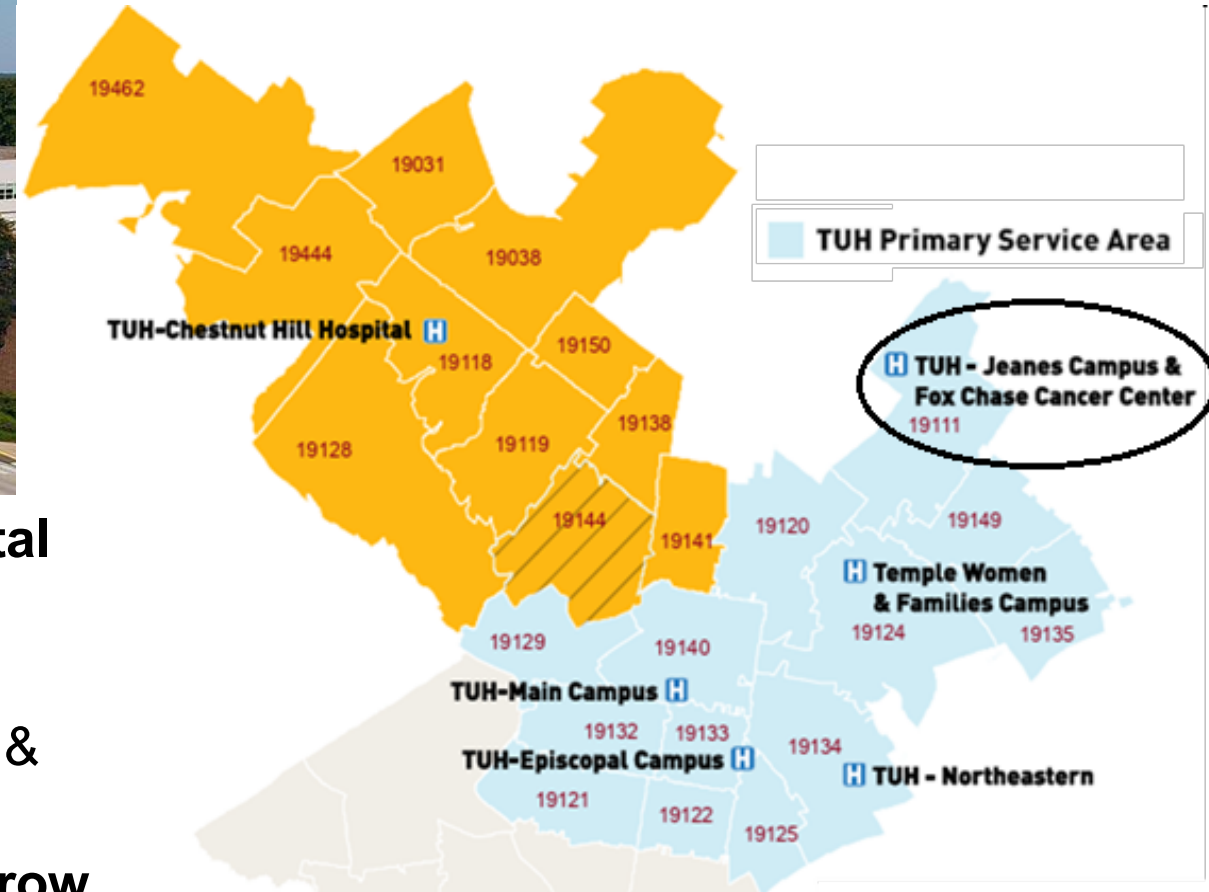 19462
19031
19444
19038
TUH Primary Service Area
TUH-Chestnut Hill Hospital H
19118
19150
H TUH - Jeanes Campus &
Fox Chase Cancer Center
19111
19128
19119
19138
19144
19141
19120
19149
tal
H Temple Women
& Families Campus
19124
19135
19129
19140
TUH-Main Campus H
19132
19133
19134
&
TUH-Episcopal Campus H
H TUH - Northeastern
19121
19122
19125
row